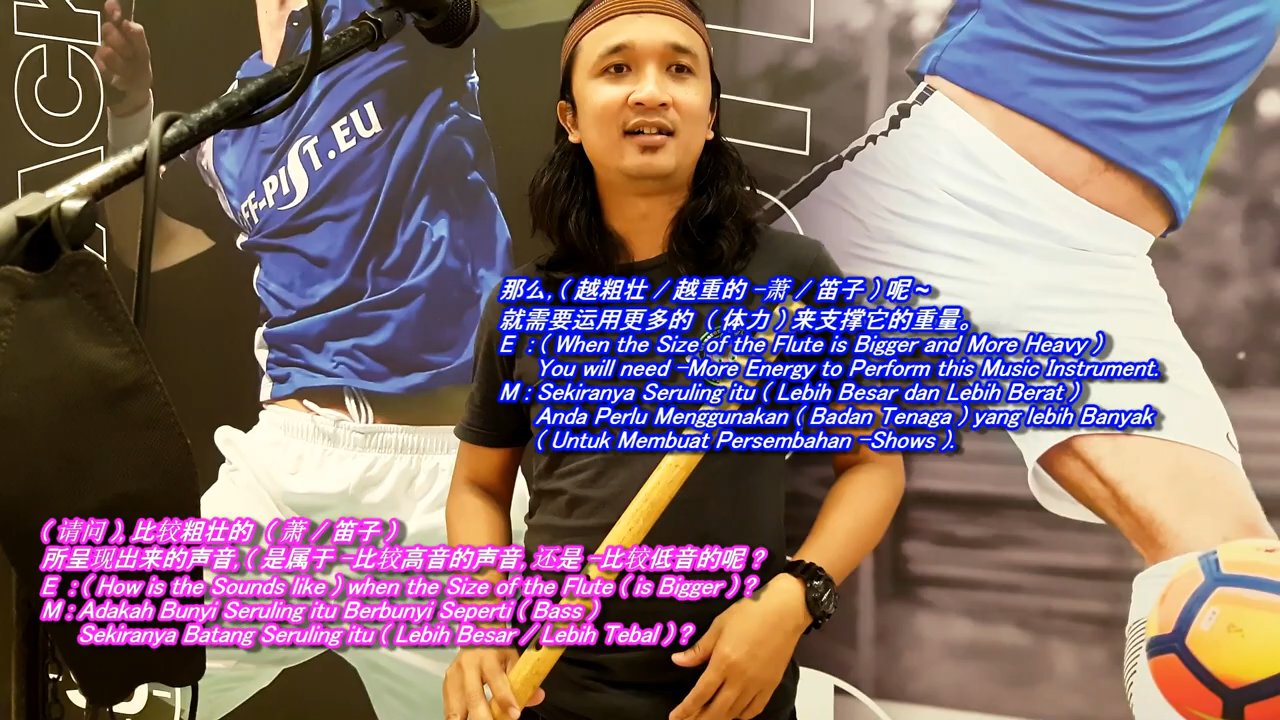 FF-PIST.EU
那么, ( 越粗壮 / 越重的 -萧 / 笛子 ) 呢 ~
就需要运用更多的 ( 体力 ) 来支撑它的重量。
E : ( When the Size of the Flute is Bigger and More Heavy )
You will need -More Energy to Perform this Music Instrument.
M : Sekiranya Seruling itu ( Lebih Besar dan Lebih Berat )
Anda Perlu Menggunakan ( Badan Tenaga ) yang lebih Banyak
( Untuk Membuat Persembahan -Shows ).
( 请问 ), 比较粗壮的 ( 萧 / 笛子 )
所呈现出来的声音, ( 是属于 -比较高音的声音, 还是 -比较低音的呢 ?
E : ( How is the Sounds like ) when the Size of the Flute ( is Bigger ) ?
M : Adakah Bunyi Seruling itu Berbunyi Seperti ( Bass )
Sekiranya Batang Seruling itu ( Lebih Besar / Lebih Tebal ) ?